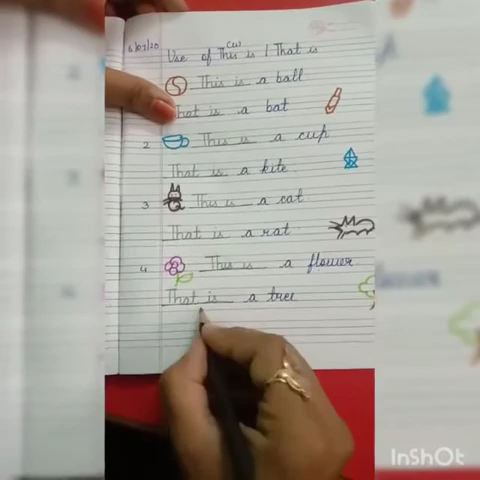 CW
6/07/20 Use of This is / That is
This is a ball
That is a bat
2 This is a cup
That is a kite
3 This is a cat
That is a rat
4 This is a flower
That is a tree
InShOt